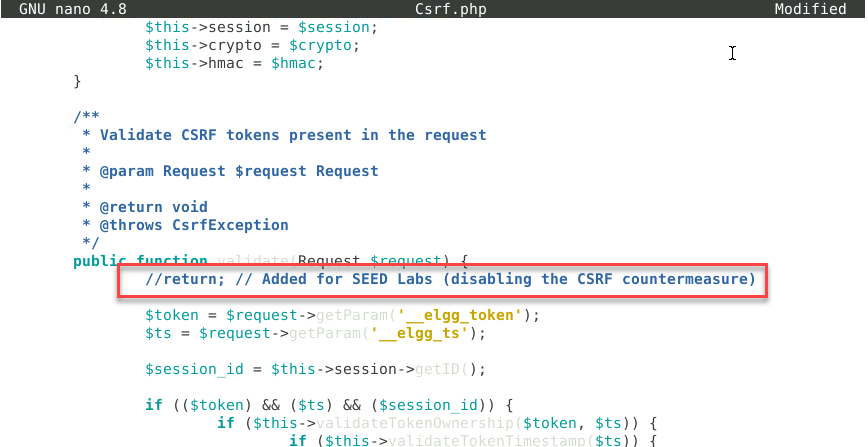 GNU nano 4.8 Csrf.php Modified
$this->session = $session;
$this->crypto = $crypto;
$this->hmac = $hmac;
}
/**
* Validate CSRF tokens present in the request
*
* @param Request $request Request
*
* @return void
* @throws CsrfException
*/
public function validate(Request $request) {
//return; // Added for SEED Labs (disabling the CSRF countermeasure)
$token = $request->getParam('__elgg_token');
$ts = $request->getParam('__elgg_ts');
$session_id = $this->session->getID();
if (($token) && ($ts) && ($session_id)) {
if ($this->validateTokenOwnership($token, $ts)) {
if ($this->validateTokenTimestamp($ts)) {